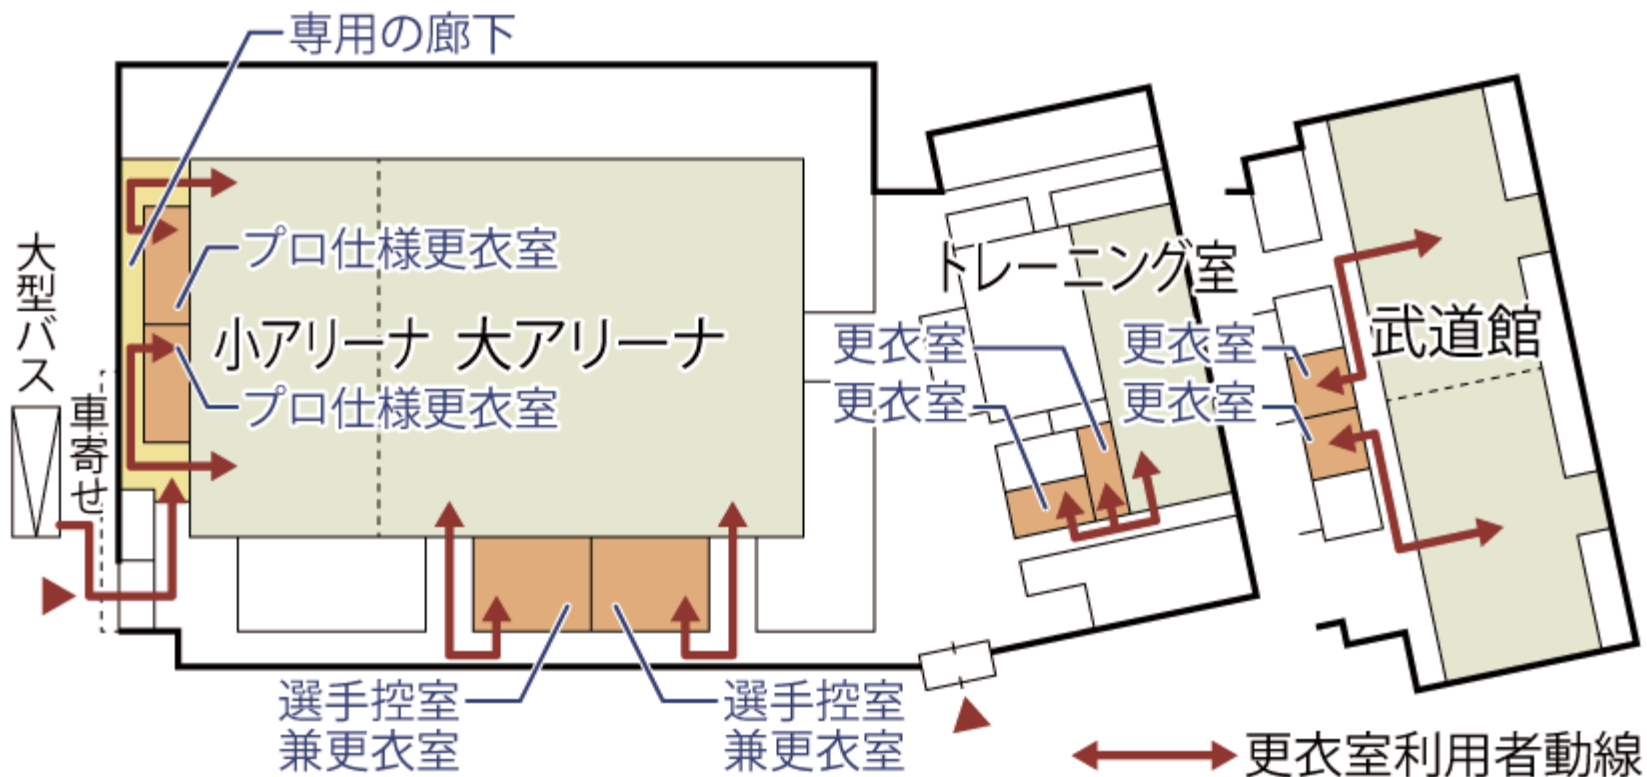 専用の廊下
大型バス
車寄せ
プロ仕様更衣室
小アリーナ
大アリーナ
プロ仕様更衣室
トレーニング室
更衣室
更衣室
更衣室
更衣室
武道館
選手控室
兼更衣室
選手控室
兼更衣室
更衣室利用者動線